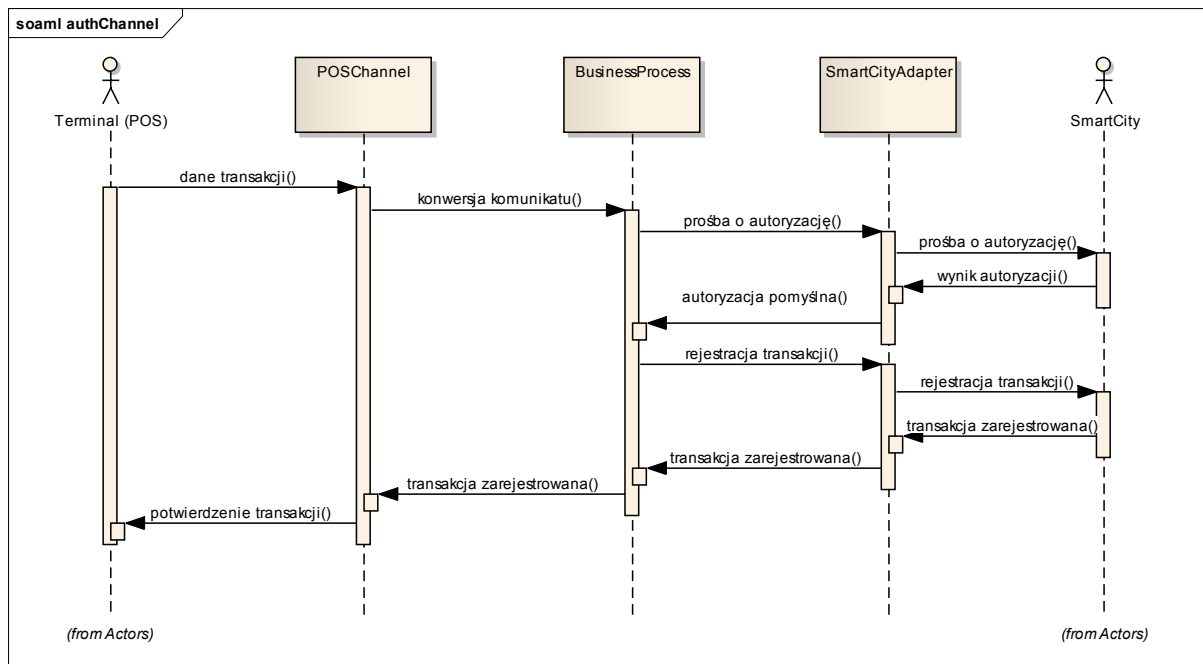 soaml authChannel
Terminal (POS)
POSChannel
BusinessProcess
SmartCityAdapter
SmartCity
dane transakcji()
konwersja komunikatu()
prośba o autoryzację()
prośba o autoryzację()
wynik autoryzacji()
autoryzacja pomyślna()
rejestracja transakcji()
rejestracja transakcji()
transakcja zarejestrowana()
transakcja zarejestrowana()
transakcja zarejestrowana()
potwierdzenie transakcji()
(from Actors)
(from Actors)